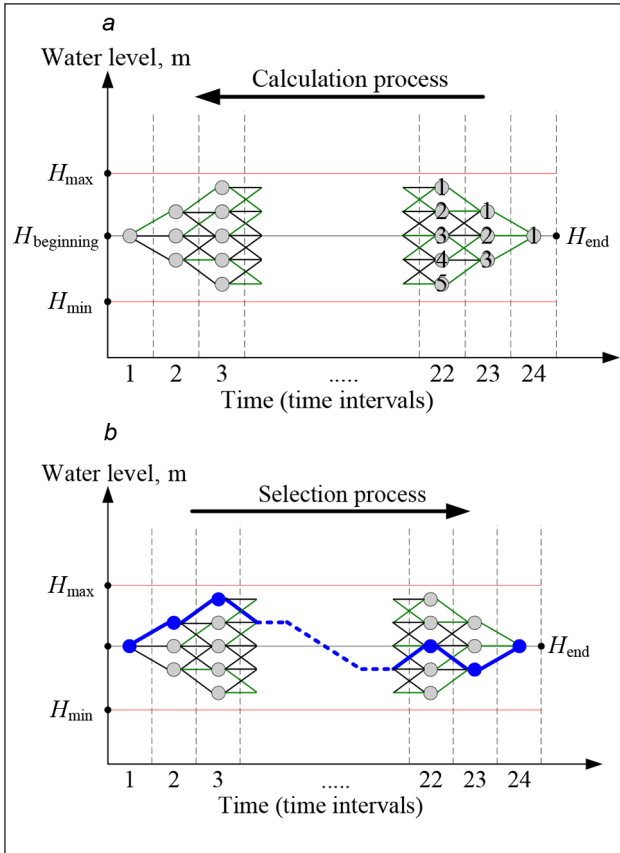 a
Water level, m
Calculation process
Hmax
1
2 1
Hbeginning 3 2 1 Hend
4 3
5
Hmin
1 2 3 ..... 22 23 24
Time (time intervals)
b
Water level, m
Selection process
Hmax
Hend
Hmin
1 2 3 ..... 22 23 24
Time (time intervals)